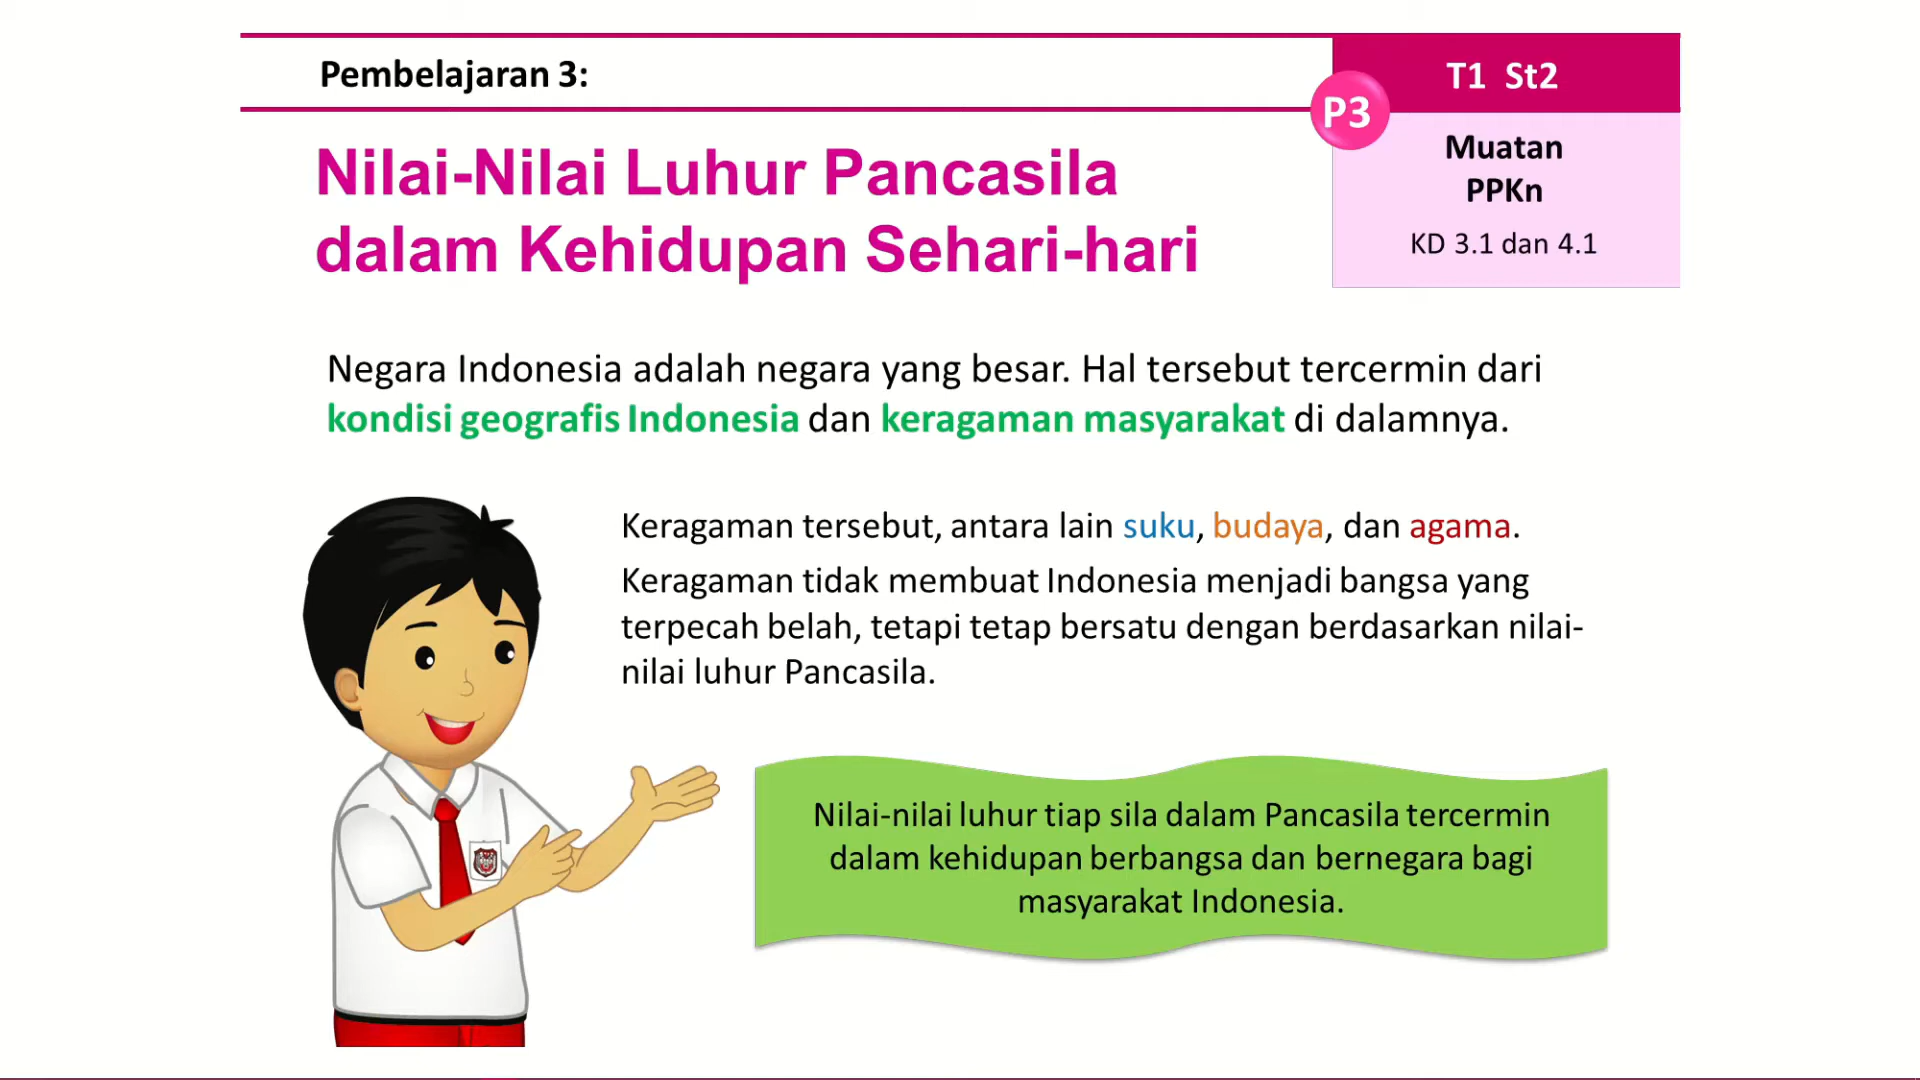 Pembelajaran 3:
T1 St2
P3
Muatan
PPKn
KD 3.1 dan 4.1
Nilai-Nilai Luhur Pancasila
dalam Kehidupan Sehari-hari
Negara Indonesia adalah negara yang besar. Hal tersebut tercermin dari
kondisi geografis Indonesia dan keragaman masyarakat di dalamnya.
Keragaman tersebut, antara lain suku, budaya, dan agama.
Keragaman tidak membuat Indonesia menjadi bangsa yang
terpecah belah, tetapi tetap bersatu dengan berdasarkan nilai-
nilai luhur Pancasila.
Nilai-nilai luhur tiap sila dalam Pancasila tercermin
dalam kehidupan berbangsa dan bernegara bagi
masyarakat Indonesia.